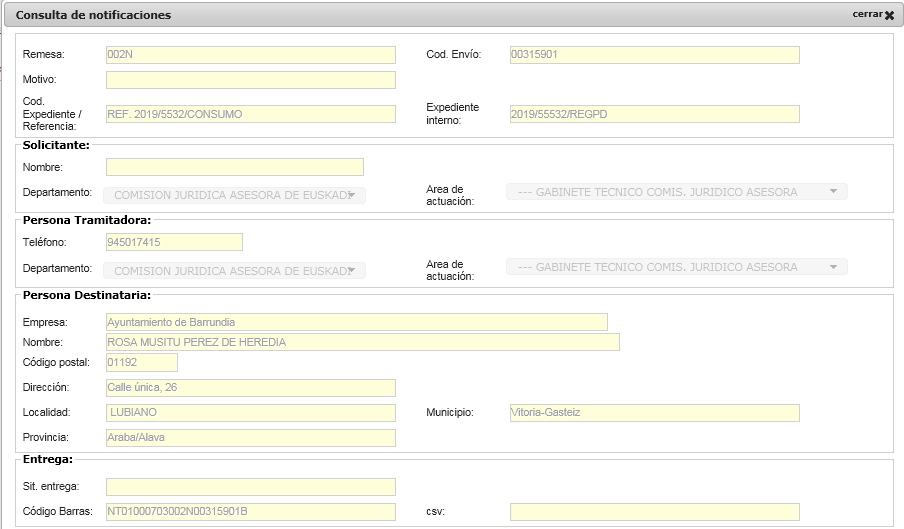 Consulta de notificaciones cerrar
Remesa: 002N Cod. Envío: 00315901
Motivo:
Cod.
Expediente /
Referencia: REF. 2019/5532/CONSUMO Expediente
interno: 2019/55532/REGPD
Solicitante:
Nombre:
Departamento: COMISION JURIDICA ASESORA DE EUSKADI Area de
actuación: --- GABINETE TECNICO COMIS. JURIDICO ASESORA
Persona Tramitadora:
Teléfono: 945017415
Departamento: COMISION JURIDICA ASESORA DE EUSKADI Area de
actuación: --- GABINETE TECNICO COMIS. JURIDICO ASESORA
Persona Destinataria:
Empresa: Ayuntamiento de Barrundia
Nombre: ROSA MUSITU PEREZ DE HEREDIA
Código postal: 01192
Dirección: Calle única, 26
Localidad: LUBIANO Municipio: Vitoria-Gasteiz
Provincia: Araba/Alava
Entrega:
Sit. entrega:
Código Barras: NT01000703002N00315901B csv: